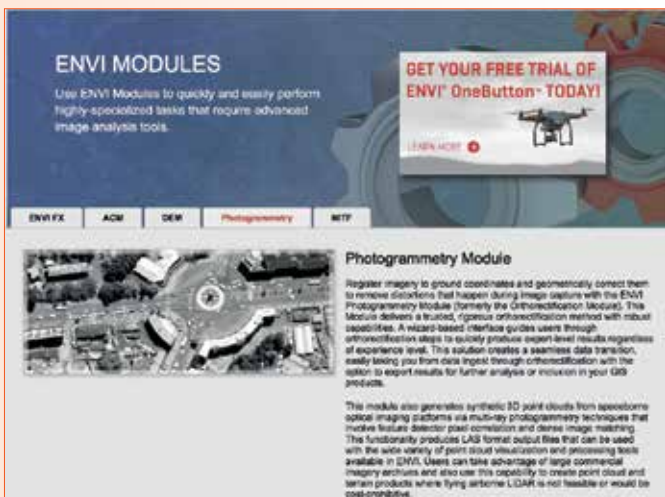 ENVI MODULES
Use ENVI Modules to quickly and easily perform
highly-specialized tasks that require advanced
image analysis tools.
GET YOUR FREE TRIAL OF
ENVI® OneButton™ TODAY!
LEARN MORE
ENVI FX
ACM
DEM
Photogrammetry
MTF
Photogrammetry Module
Register imagery to ground coordinates and geometrically correct them
to remove distortions that happen during image capture with the ENVI
Photogrammetry Module (formerly the Orthorectification Module). This
Module delivers a trusted, rigorous orthorectification method with robust
capabilities. A wizard-based interface guides users through
orthorectification steps to quickly produce expert-level results regardless
of experience level. This solution creates a seamless data transition,
easily taking you from data ingest through orthorectification with the
option to export results for further analysis or inclusion in your GIS
products.
This module also generates synthetic 3D point clouds from spaceborne
optical imaging platforms via multi-ray photogrammetry techniques that
involve feature detector pixel correlation and dense image matching.
This functionality produces LAS format output files that can be used
with the wide variety of point cloud visualization and processing tools
available in ENVI. Users can take advantage of large commercial
imagery archives and also use this capability to create point cloud and
terrain products where flying airborne LiDAR is not feasible or would be
cost-prohibitive.